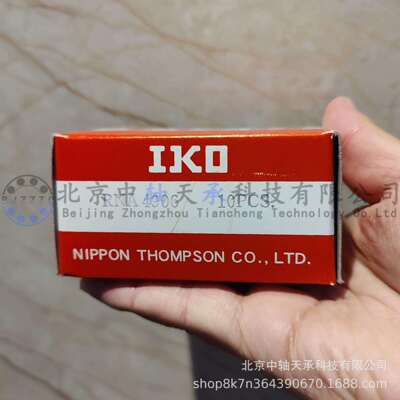 IKO
北京中轴天承科技有限公司
RNA 4906 10PCS.
Beijing Zhongzhou Tiancheng Technology Co., Ltd
NIPPON THOMPSON CO., LTD.
北京中轴天承科技有限公司
shop8k7n364390670.1688.com